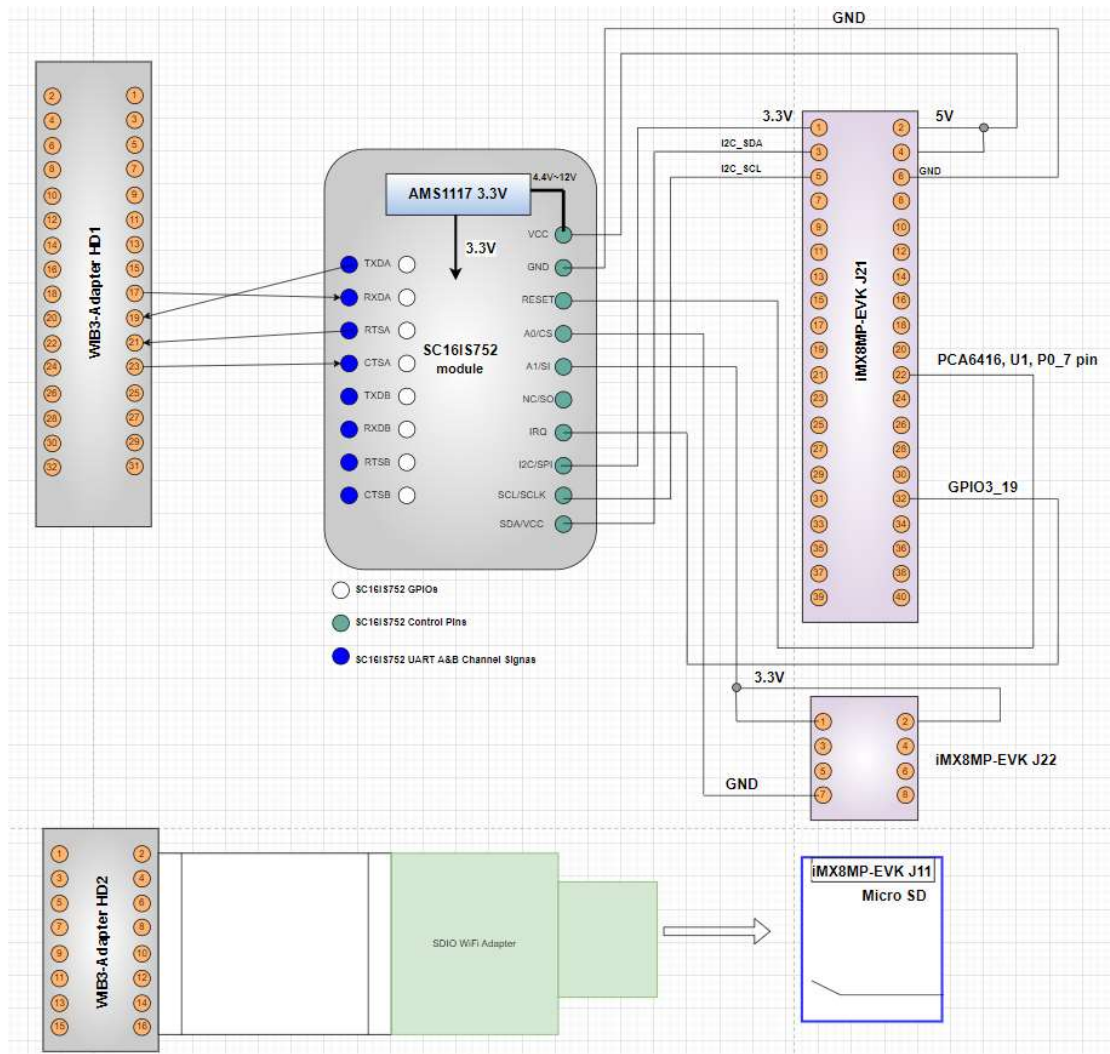 GND
3.3V
5V
I2C_SDA
I2C_SCL
GND
WIB3-Adapter HD1
2 1
4 3
6 5
8 7
10 9
12 11
14 13
16 15
18 17
20 19
22 21
24 23
26 25
28 27
30 29
32 31
AMS1117 3.3V
4.4V~12V
3.3V
SC16IS752
module
TXDA
RXDA
RTSA
CTSA
TXDB
RXDB
RTSB
CTSB
VCC
GND
RESET
A0/CS
A1/SI
NC/SO
IRQ
I2C/SPI
SCL/SCLK
SDA/VCC
iMX8MP-EVK J21
1 2
3 4
5 6
7 8
9 10
11 12
13 14
15 16
17 18
19 20
21 22
23 24
25 26
27 28
29 30
31 32
33 34
35 36
37 38
39 40
PCA6416, U1, P0_7 pin
GPIO3_19
SC16IS752 GPIOs
SC16IS752 Control Pins
SC16IS752 UART A&B Channel Signas
3.3V
1 2
3 4
5 6
7 8
iMX8MP-EVK J22
GND
WIB3-Adapter HD2
1 2
3 4
5 6
7 8
9 10
11 12
13 14
15 16
SDIO WiFi Adapter
iMX8MP-EVK J11
Micro SD